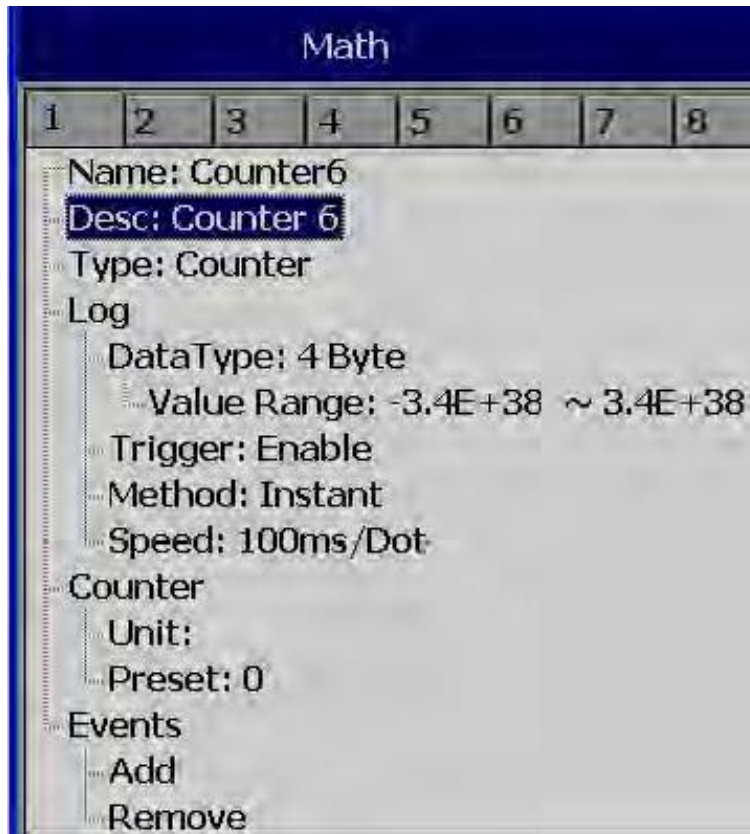 Math
1 2 3 4 5 6 7 8
Name: Counter6
Desc: Counter 6
Type: Counter
Log
DataType: 4 Byte
Value Range: -3.4E+38 ~ 3.4E+38
Trigger: Enable
Method: Instant
Speed: 100ms/Dot
Counter
Unit:
Preset: 0
Events
Add
Remove